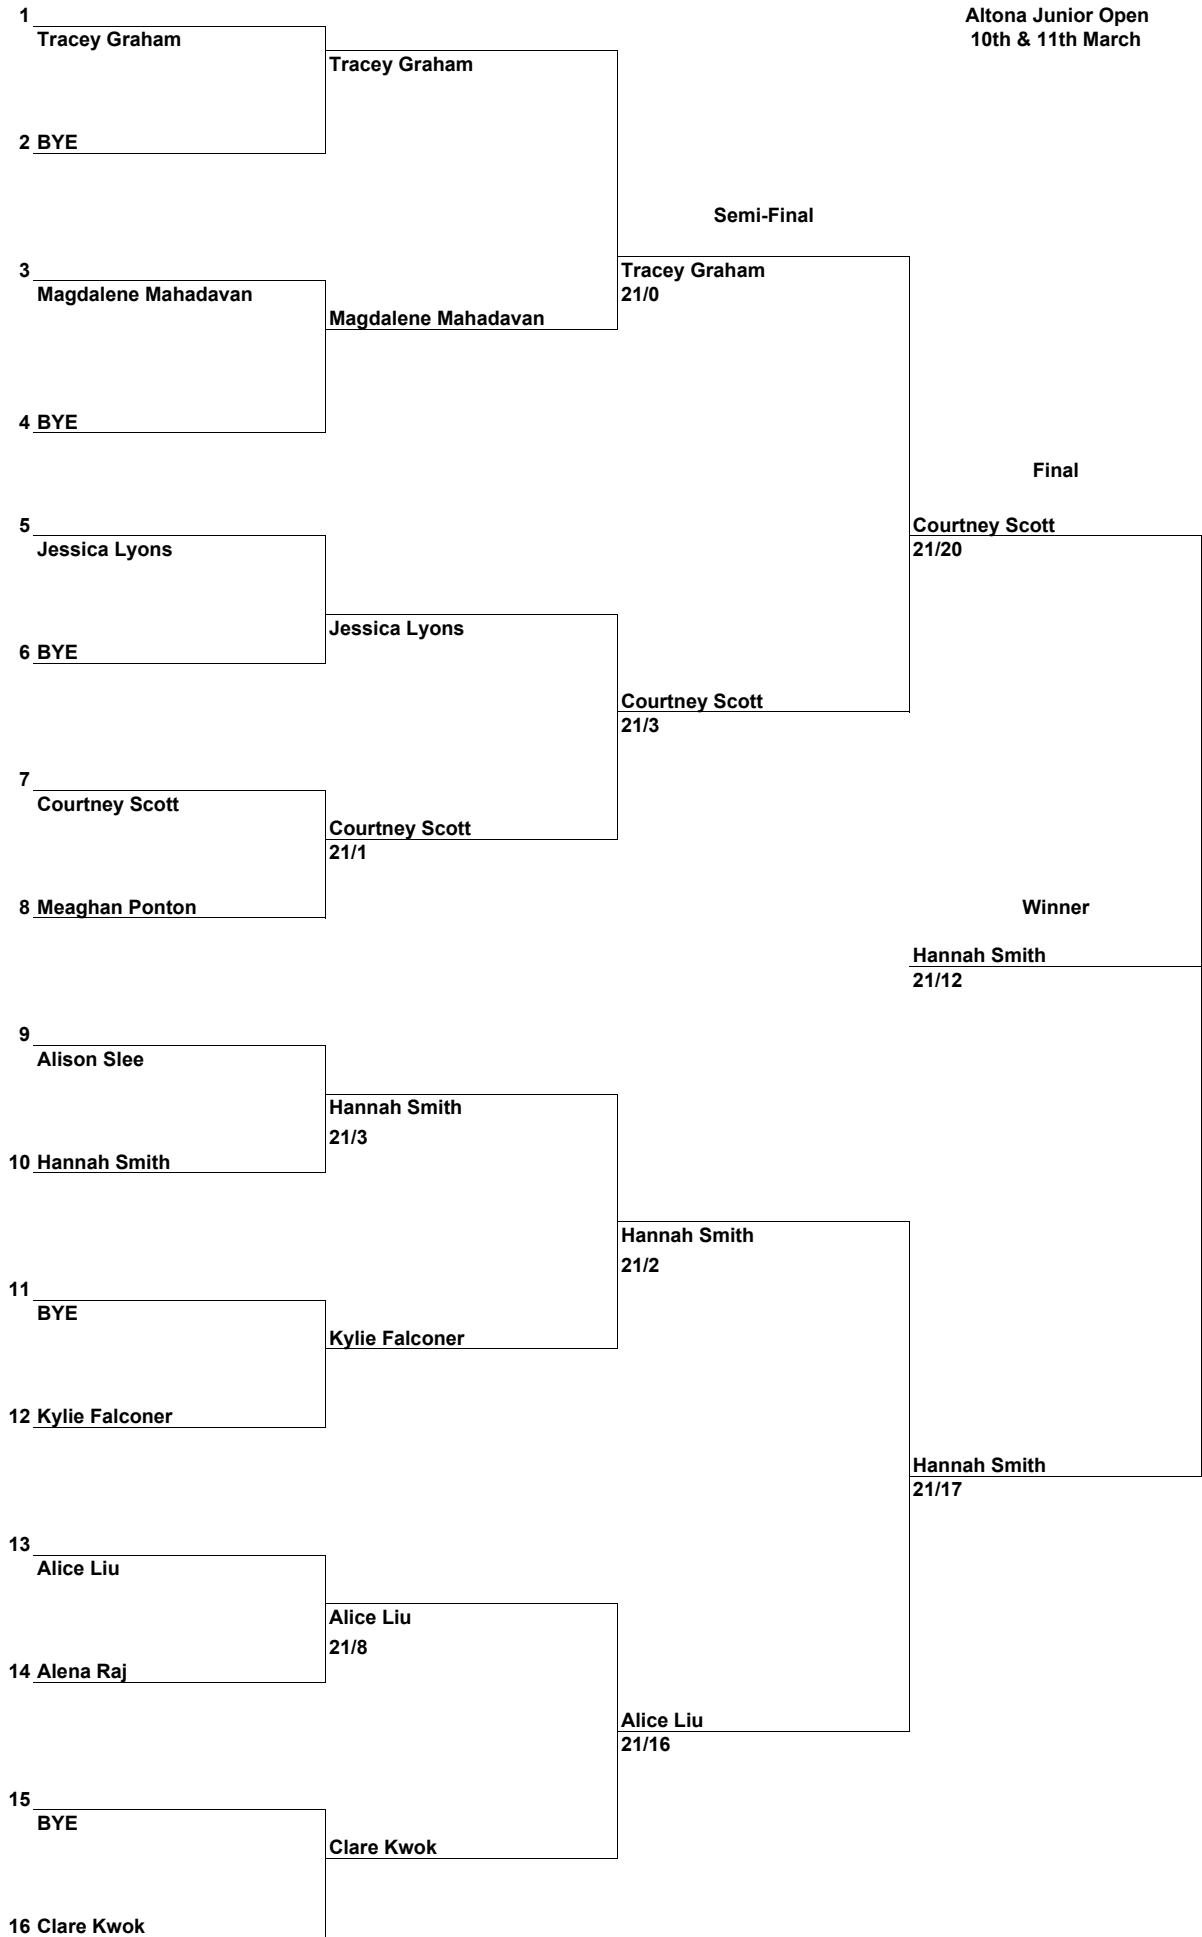 1
Altona Junior Open
Tracey Graham
10th & 11th March
Tracey Graham
2 BYE
Semi-Final
3
Tracey Graham
Magdalene Mahadavan
21/0
Magdalene Mahadavan
4 BYE
Final
5
Courtney Scott
Jessica Lyons
21/20
Jessica Lyons
6 BYE
Courtney Scott
21/3
7
Courtney Scott
Courtney Scott
21/1
8 Meaghan Ponton
Winner
Hannah Smith
21/12
9
Alison Slee
Hannah Smith
21/3
10 Hannah Smith
Hannah Smith
21/2
11
BYE
Kylie Falconer
12 Kylie Falconer
Hannah Smith
21/17
13
Alice Liu
Alice Liu
21/8
14 Alena Raj
Alice Liu
21/16
15
BYE
Clare Kwok
16 Clare Kwok